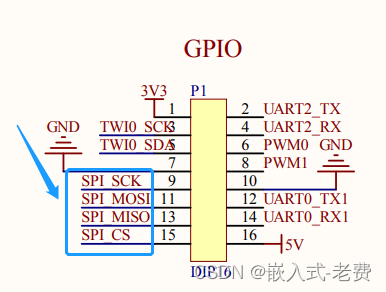 GPIO
3V3 P1
1 2 UART2_TX
GND TWI0_SCK 3 4 UART2_RX
TWI0_SDA 5 6 PWM0 GND
7 8 PWM1
SPI_SCK 9 10
SPI_MOSI 11 12 UART0_TX1
SPI_MISO 13 14 UART0_RX1
SPI_CS 15 16 5V
DIP16
CSDN @嵌入式-老费